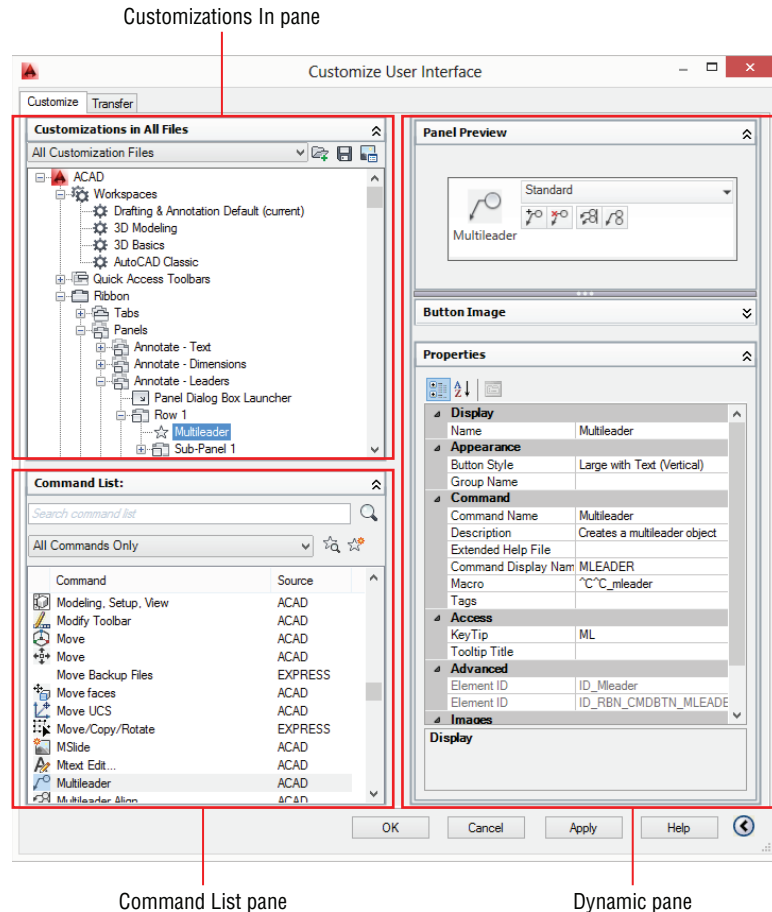 Customizations In pane
Customize User Interface
Customize Transfer
Customizations in All Files
All Customization Files
ACAD
Workspaces
Drafting & Annotation Default (current)
3D Modeling
3D Basics
AutoCAD Classic
Quick Access Toolbars
Ribbon
Tabs
Panels
Annotate - Text
Annotate - Dimensions
Annotate - Leaders
Panel Dialog Box Launcher
Row 1
Multileader
Sub-Panel 1
Command List:
Search command list
All Commands Only
Command Source
Modeling, Setup, View ACAD
Modify Toolbar ACAD
Move ACAD
Move ACAD
Move Backup Files EXPRESS
Move faces ACAD
Move UCS ACAD
Move/Copy/Rotate EXPRESS
MSlide ACAD
Mtext Edit... ACAD
Multileader ACAD
Multileader Align ACAD
Panel Preview
Standard
Multileader
Button Image
Properties
Display
Name Multileader
Appearance
Button Style Large with Text (Vertical)
Group Name
Command
Command Name Multileader
Description Creates a multileader object
Extended Help File
Command Display Nam MLEADER
Macro ^C^C_mleader
Tags
Access
KeyTip ML
Tooltip Title
Advanced
Element ID ID_Mleader
Element ID ID_RBN_CMDBTN_MLEADE
Images
Display
OK Cancel Apply Help
Command List pane
Dynamic pane